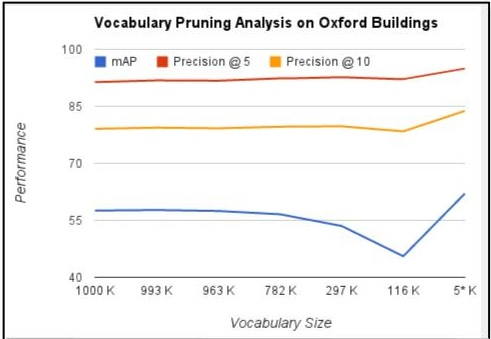 Vocabulary Pruning Analysis on Oxford Buildings
100
mAP Precision @ 5 Precision @ 10
85
70
55
40
Performance
1000 K 993 K 963 K 782 K 297 K 116 K 5* K
Vocabulary Size